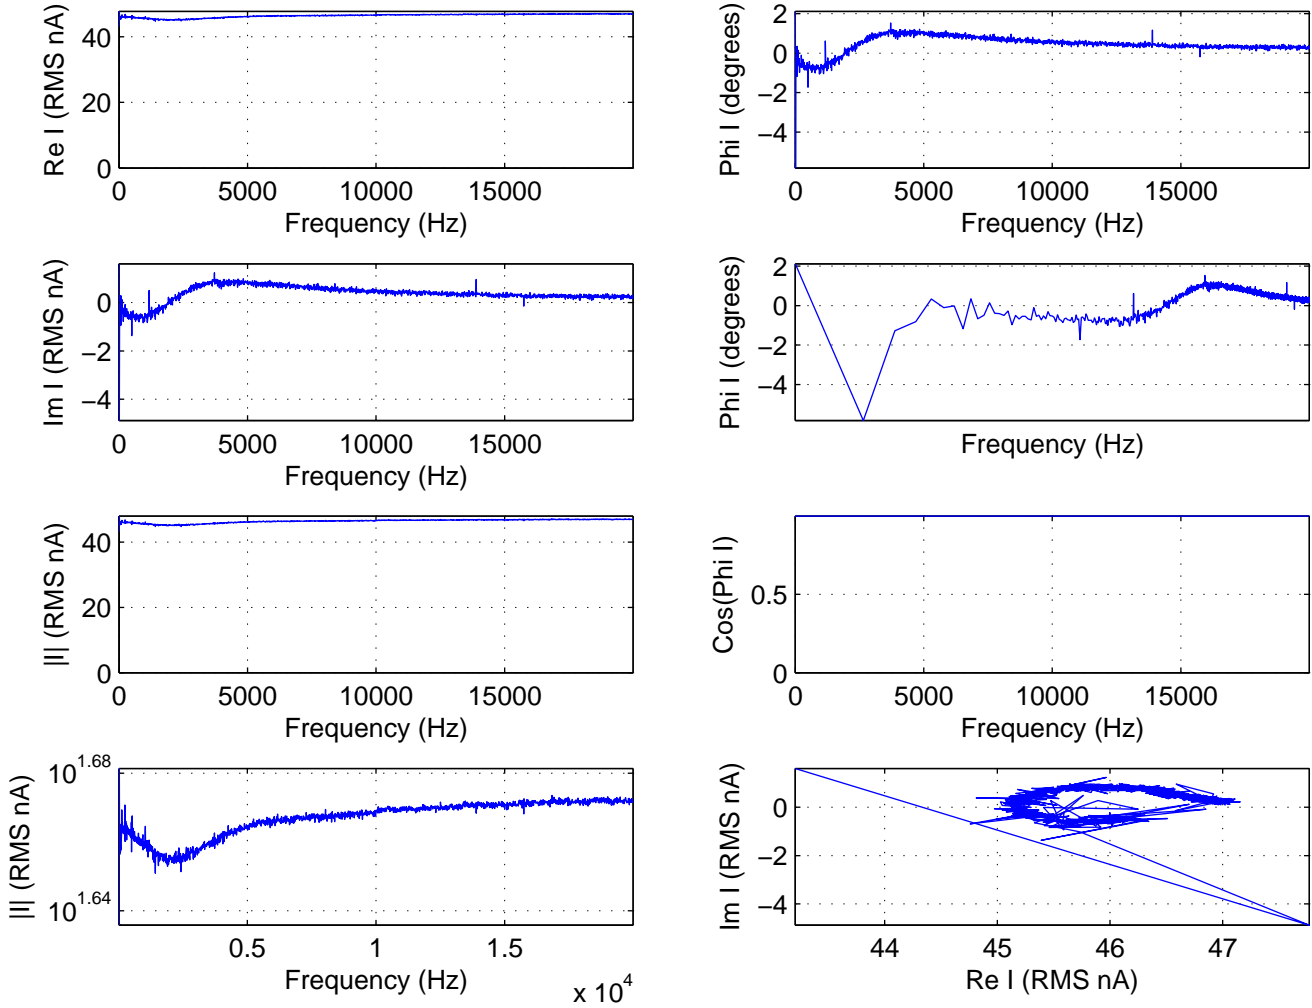 Re I (RMS nA)
40
20
0
0 5000 10000 15000
Frequency (Hz)
Phi I (degrees)
2
0
−2
−4
0 5000 10000 15000
Frequency (Hz)
Im I (RMS nA)
0
−2
−4
0 5000 10000 15000
Frequency (Hz)
Phi I (degrees)
2
0
−2
−4
Frequency (Hz)
|I| (RMS nA)
40
20
0
0 5000 10000 15000
Frequency (Hz)
Cos(Phi I)
0.5
0
0 5000 10000 15000
Frequency (Hz)
|I| (RMS nA)
10^1.68
10^1.64
0.5 1 1.5 2
Frequency (Hz)
x 10^4
Im I (RMS nA)
0
−2
−4
44 45 46 47
Re I (RMS nA)